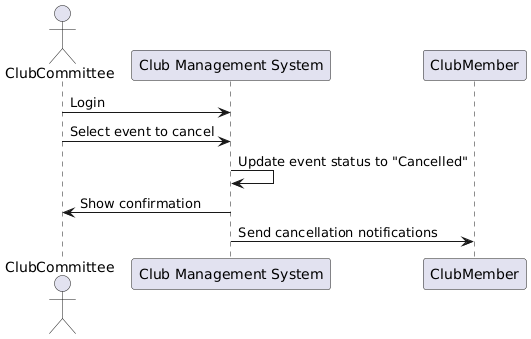 ClubCommittee
Club Management System
ClubMember
Login
Select event to cancel
Update event status to "Cancelled"
Show confirmation
Send cancellation notifications
ClubCommittee
Club Management System
ClubMember